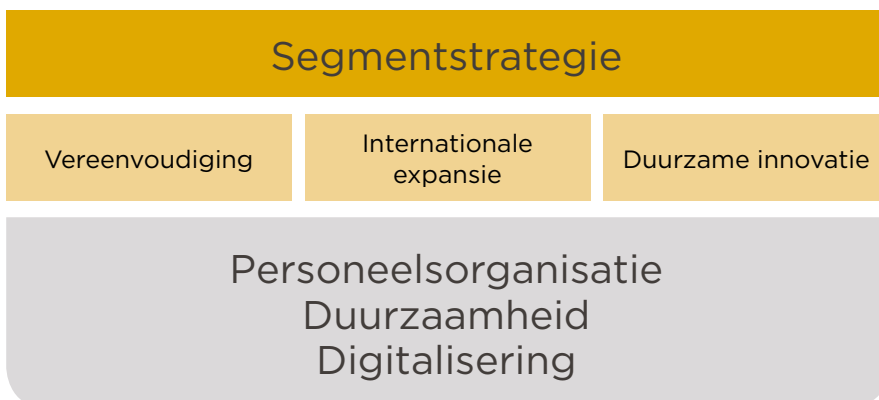 Segmentstrategie
Vereenvoudiging
Internationale
expansie
Duurzame innovatie
Personeelsorganisatie
Duurzaamheid
Digitalisering